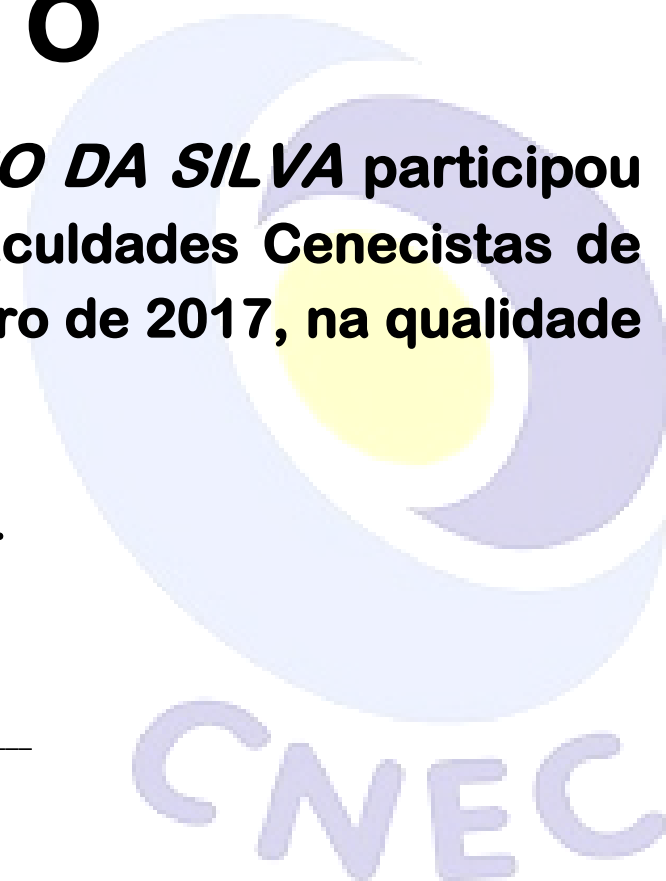 O
O DA SILVA participou
culdades Cenecistas de
ro de 2017, na qualidade
.
CNEC